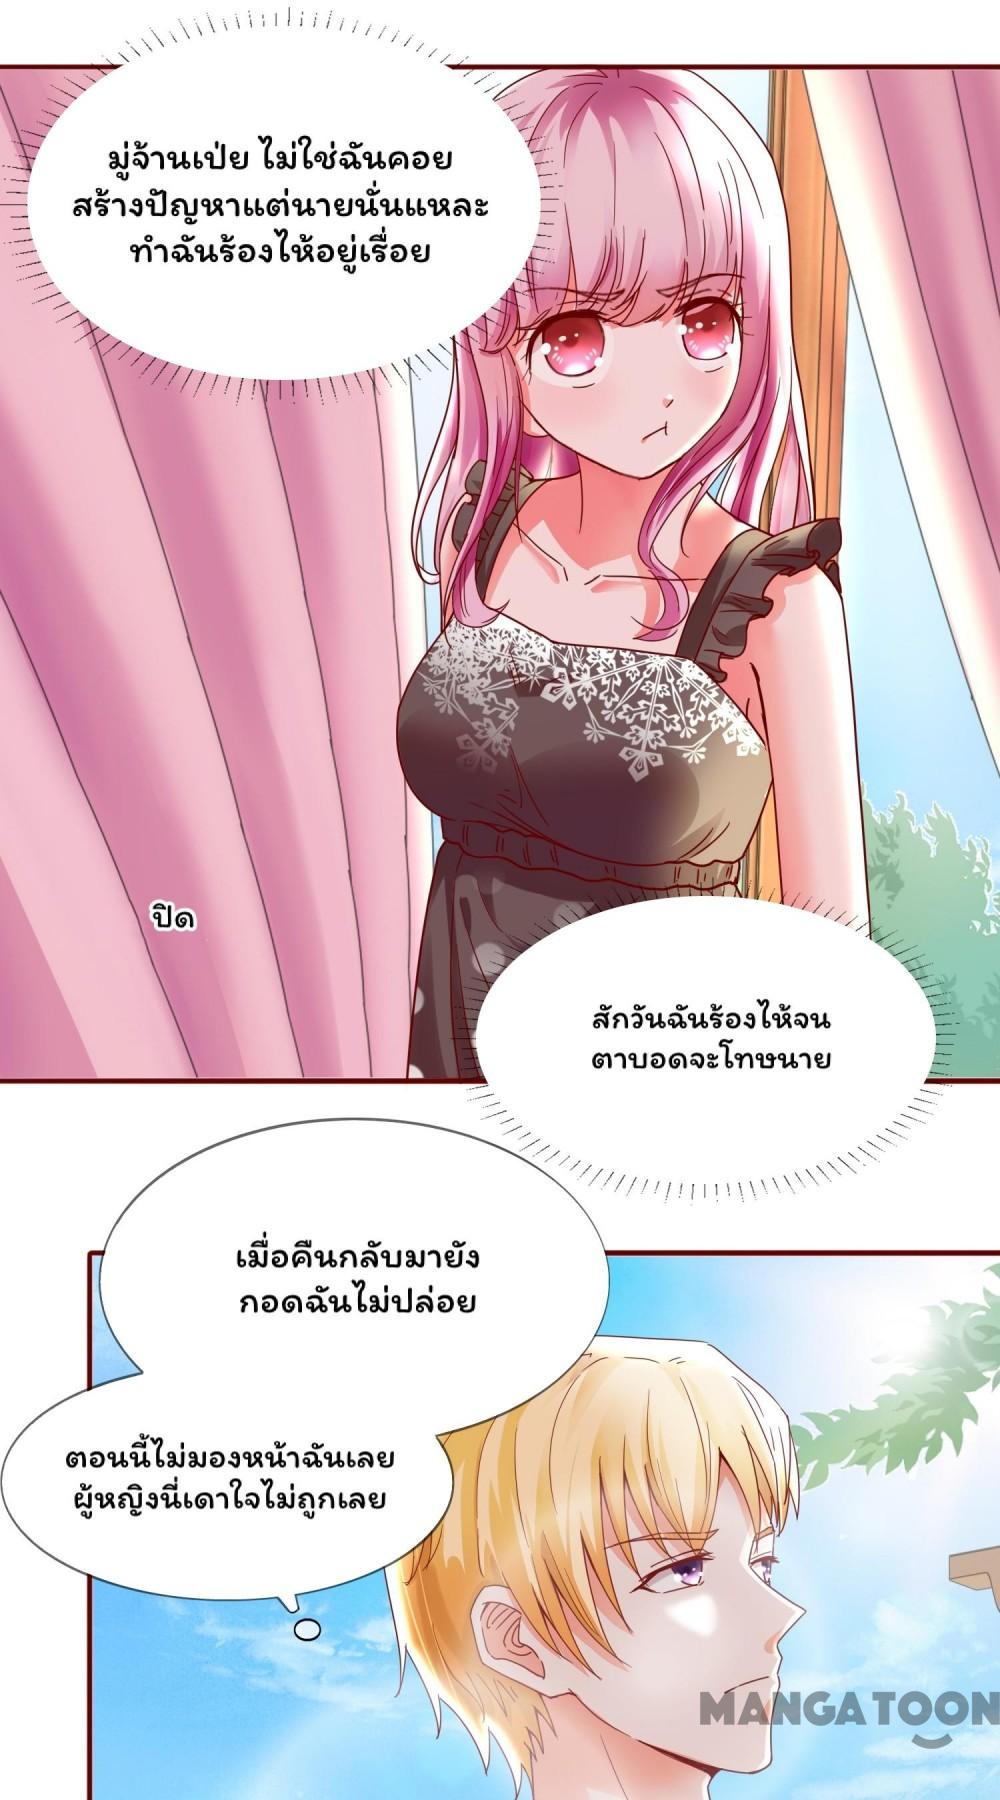 มู่จ้านเป่ย ไม่ใช่ฉันคอย
สร้างปัญหาแต่นายนั่นแหละ
ทำฉันร้องไห้อยู่เรื่อย
ปิด
สักวันฉันร้องไห้จน
ตาบอดจะโทษนาย
เมื่อคืนกลับมายัง
กอดฉันไม่ปล่อย
ตอนนี้ไม่มองหน้าฉันเลย
ผู้หญิงนี่เดาใจไม่ถูกเลย
MANGATOON